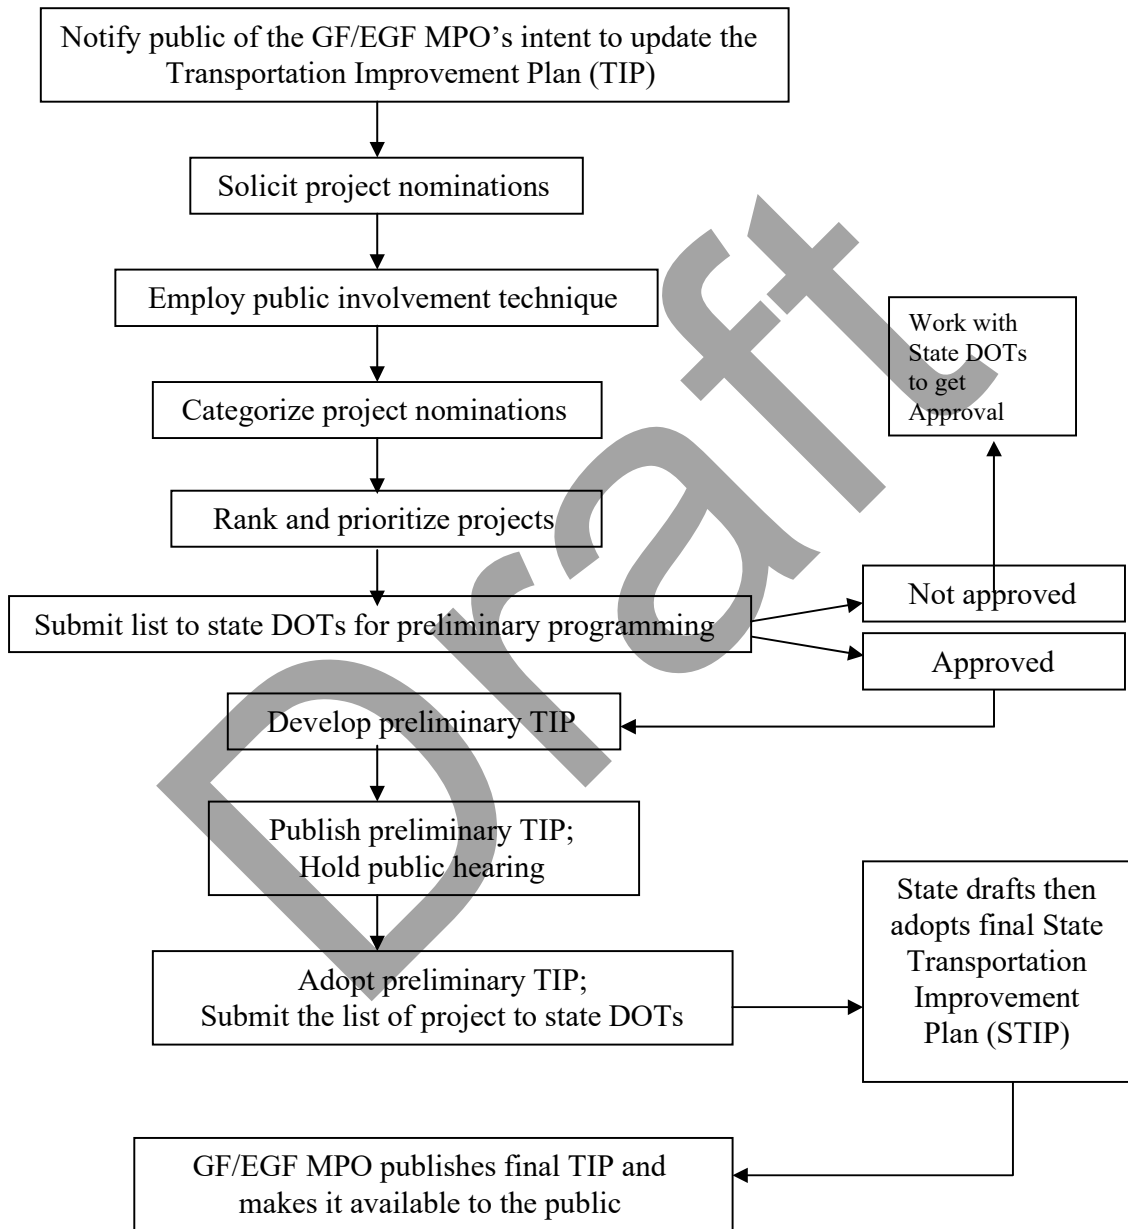 Notify public of the GF/EGF MPO's intent to update the
Transportation Improvement Plan (TIP)
Solicit project nominations
Employ public involvement technique
Work with
State DOTs
to get
Approval
Categorize project nominations
Rank and prioritize projects
Not approved
Submit list to state DOTs for preliminary programming
Approved
Develop preliminary TIP
Publish preliminary TIP;
Hold public hearing
State drafts then
adopts final State
Transportation
Improvement
Plan (STIP)
Adopt preliminary TIP;
Submit the list of project to state DOTs
GF/EGF MPO publishes final TIP and
makes it available to the public
Draft